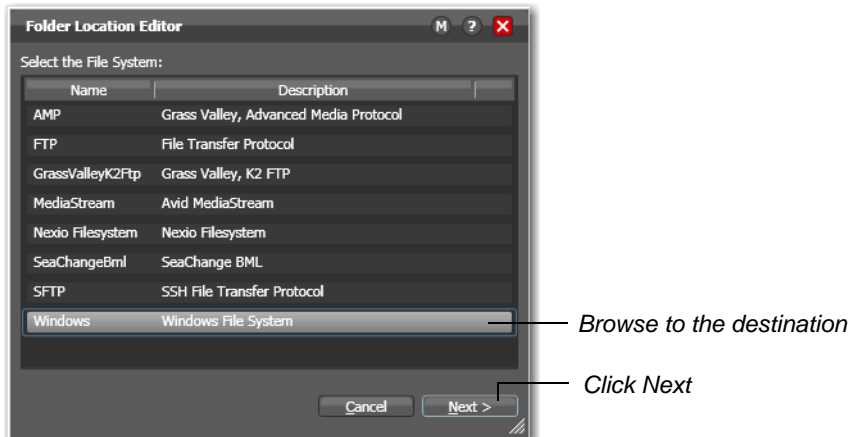 Folder Location Editor M ?
Select the File System:
Name Description
AMP Grass Valley, Advanced Media Protocol
FTP File Transfer Protocol
GrassValleyK2Ftp Grass Valley, K2 FTP
MediaStream Avid MediaStream
Nexio Filesystem Nexio Filesystem
SeaChangeBml SeaChange BML
SFTP SSH File Transfer Protocol
Windows Windows File System
Browse to the destination
Click Next
Cancel Next >